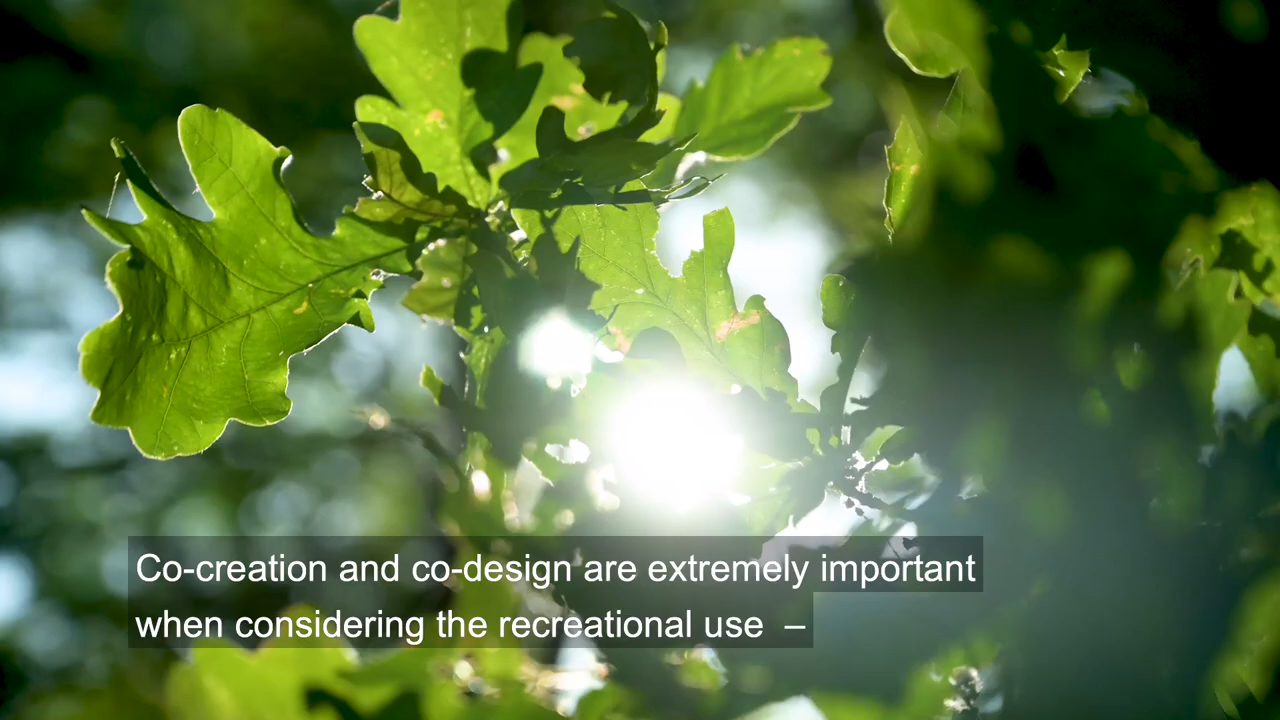 Co-creation and co-design are extremely important
when considering the recreational use –